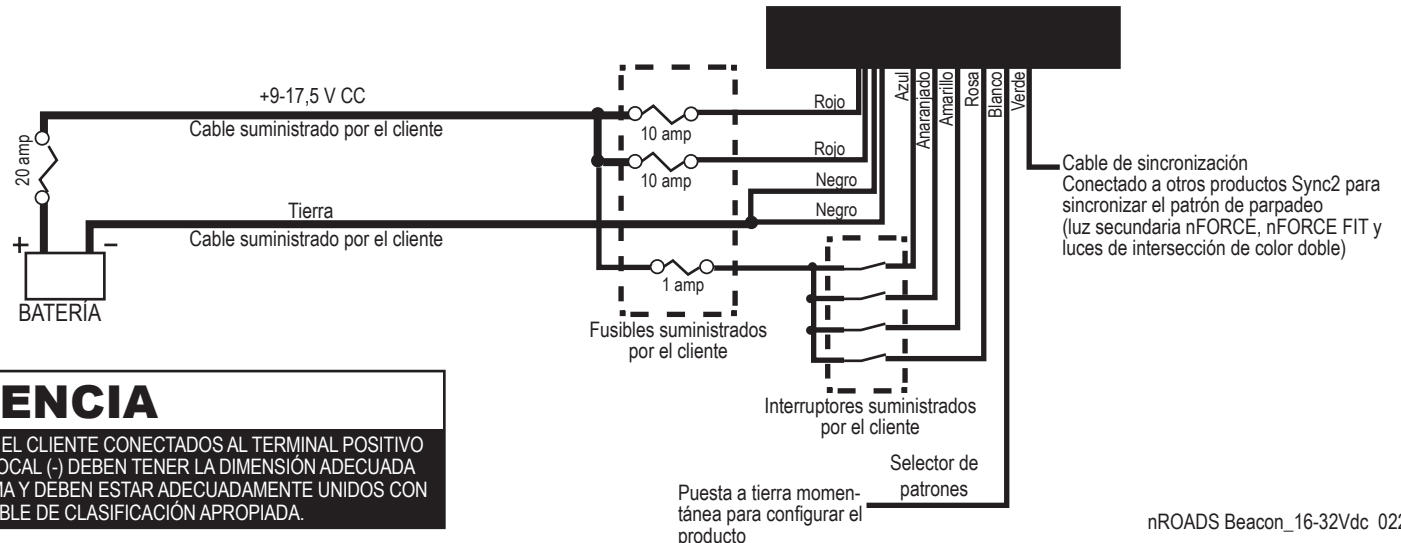 +9-17,5 V CC
Cable suministrado por el cliente
20 amp
Tierra
Cable suministrado por el cliente
+
–
BATERÍA
10 amp
10 amp
1 amp
Fusibles suministrados
por el cliente
Rojo
Rojo
Negro
Negro
Azul
Anaranjado
Amarillo
Rosa
Blanco
Verde
Cable de sincronización
Conectado a otros productos Sync2 para
sincronizar el patrón de parpadeo
(luz secundaria nFORCE, nFORCE FIT y
luces de intersección de color doble)
Interruptores suministrados
por el cliente
Selector de
patrones
Puesta a tierra momen-
tánea para configurar el
producto
ENCIA
EL CLIENTE CONECTADOS AL TERMINAL POSITIVO
OCAL (-) DEBEN TENER LA DIMENSIÓN ADECUADA
MA Y DEBEN ESTAR ADECUADAMENTE UNIDOS CON
BLE DE CLASIFICACIÓN APROPIADA.
nROADS Beacon_16-32Vdc 022